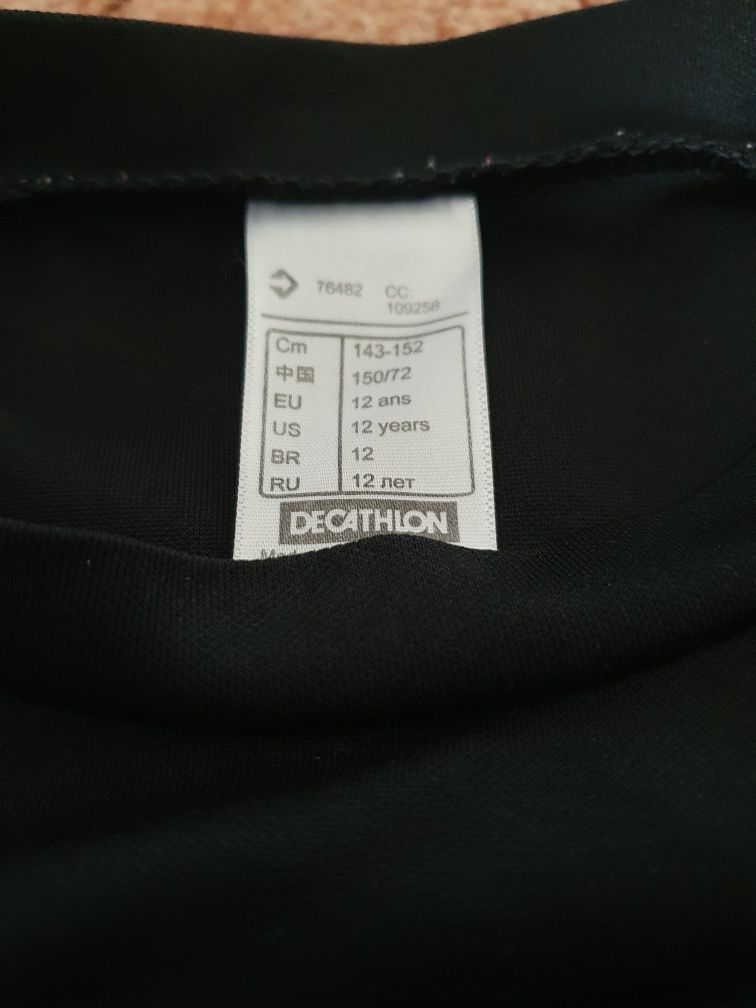 76482 CC:
109258
Cm 143-152
中国 150/72
EU 12 ans
US 12 years
BR 12
RU 12 лет
DECATHLON